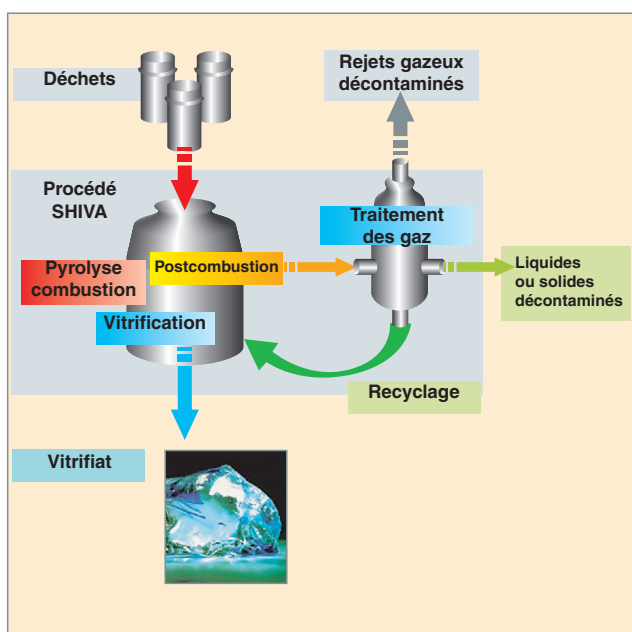 Déchets
Rejets gazeux
décontaminés
Procédé
SHIVA
Traitement
des gaz
Pyrolyse
combustion
Postcombustion
Liquides
ou solides
décontaminés
Vitrification
Recyclage
Vitrifiat